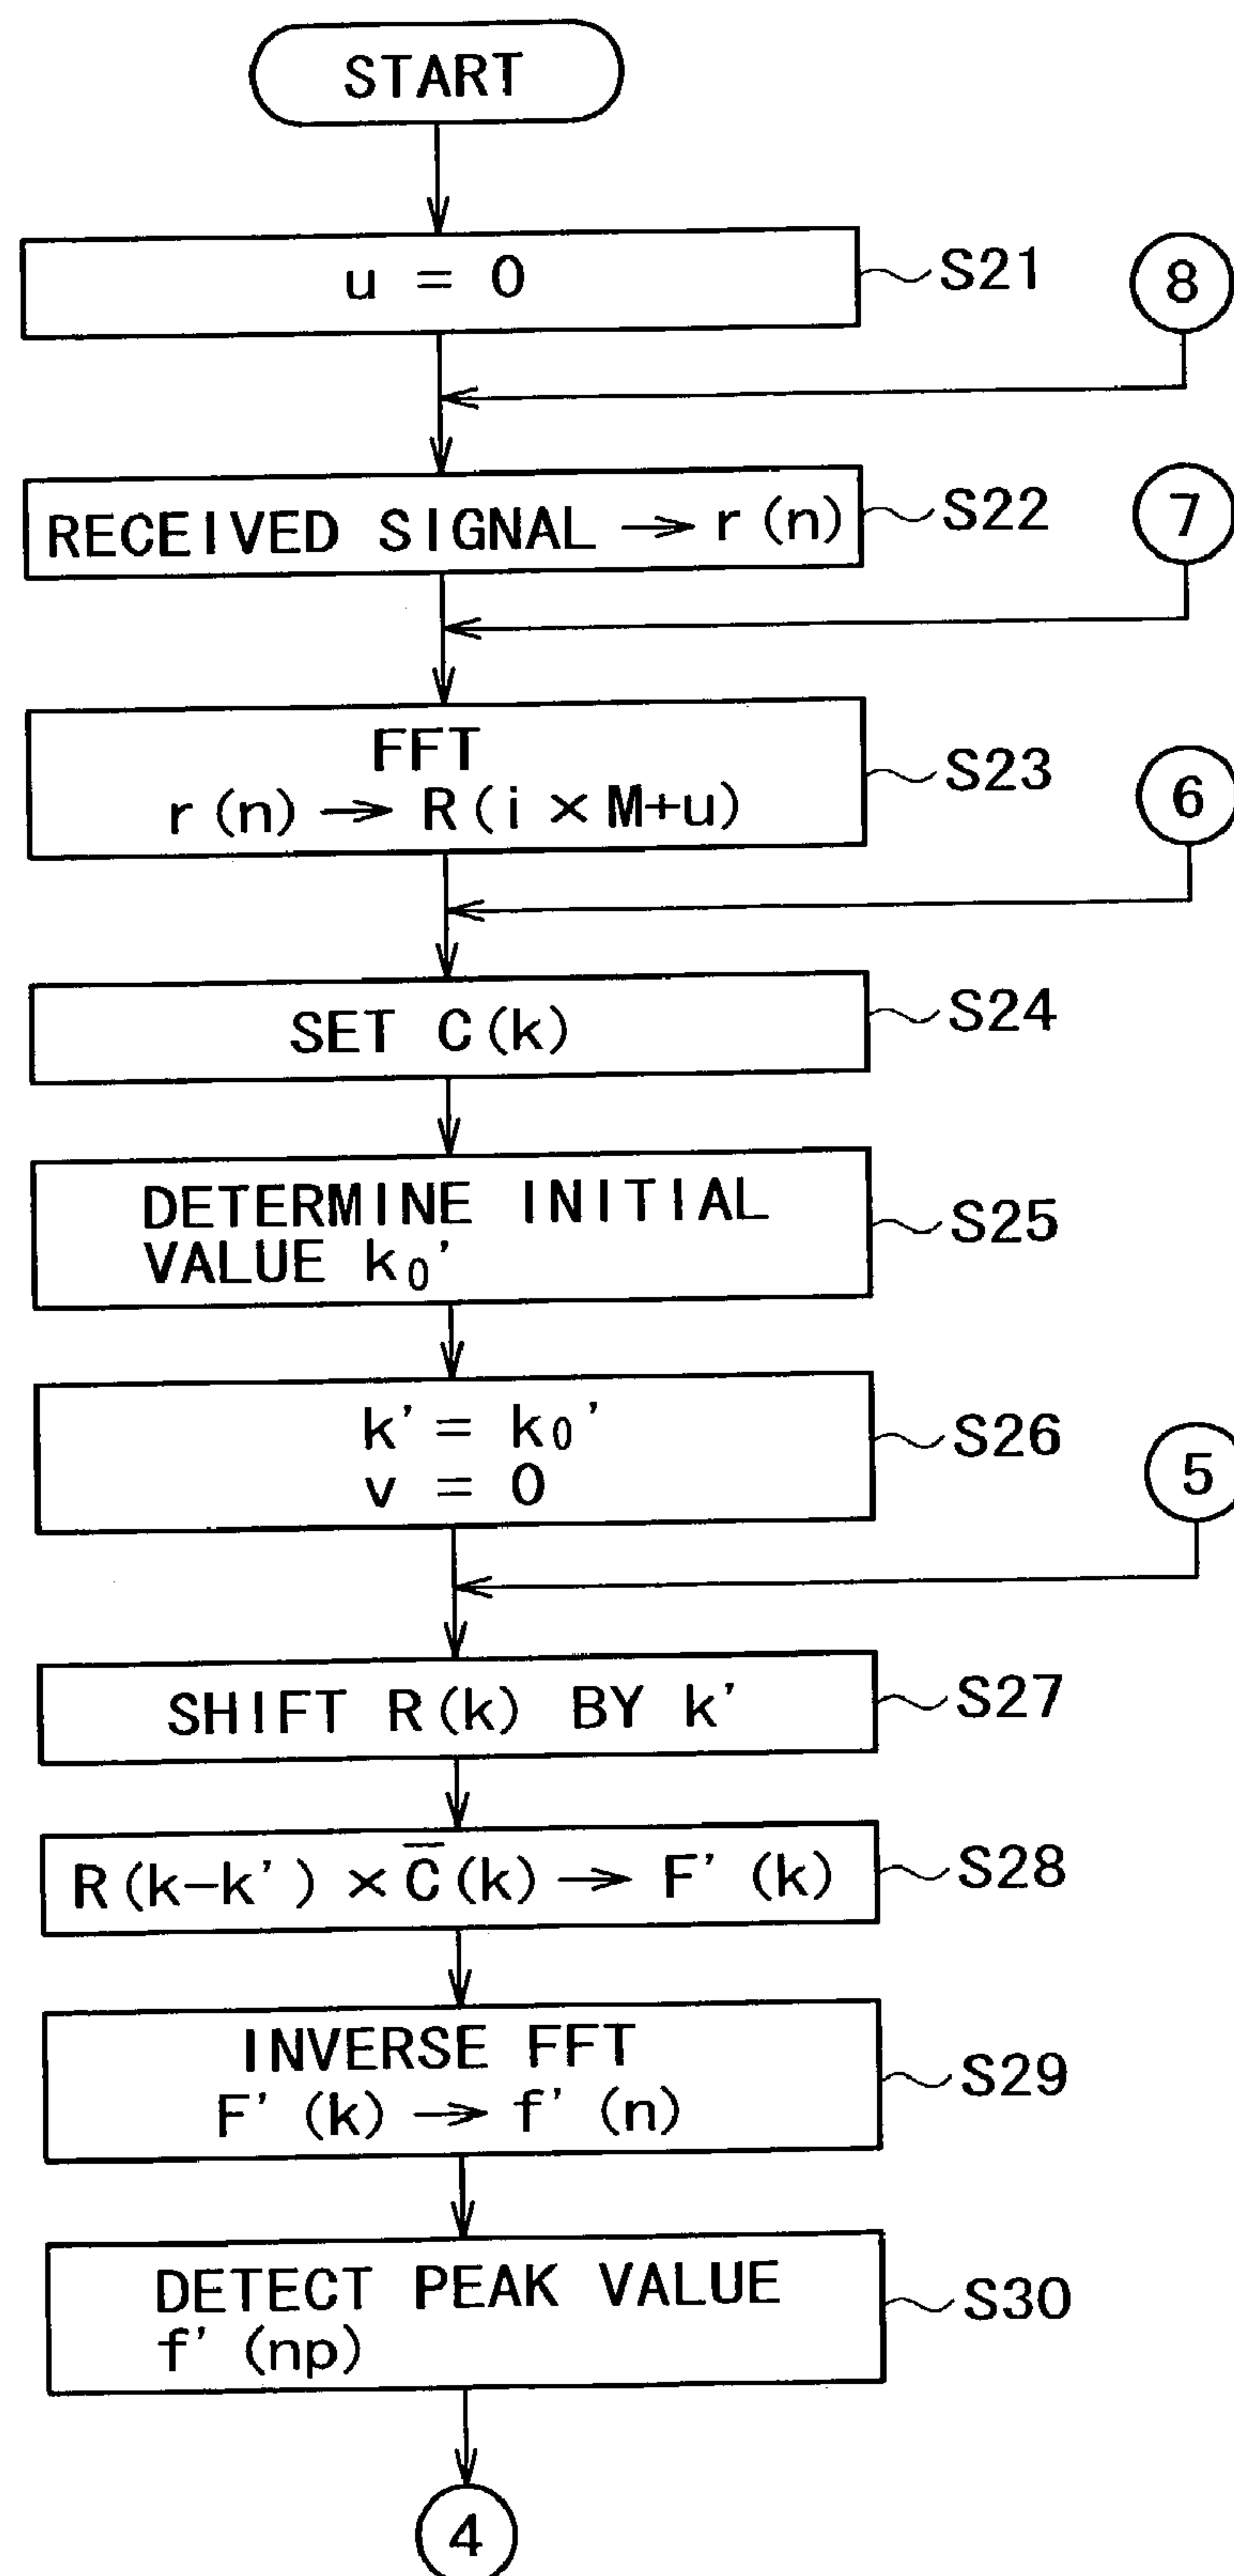 START
u = 0
S21
8
RECEIVED SIGNAL → r(n)
S22
7
FFT
r(n) → R(i × M+u)
S23
6
SET C(k)
S24
DETERMINE INITIAL
VALUE k₀'
S25
k' = k₀'
v = 0
S26
5
SHIFT R(k) BY k'
S27
R(k-k') × C̅(k) → F'(k)
S28
INVERSE FFT
F'(k) → f'(n)
S29
DETECT PEAK VALUE
f'(np)
S30
4